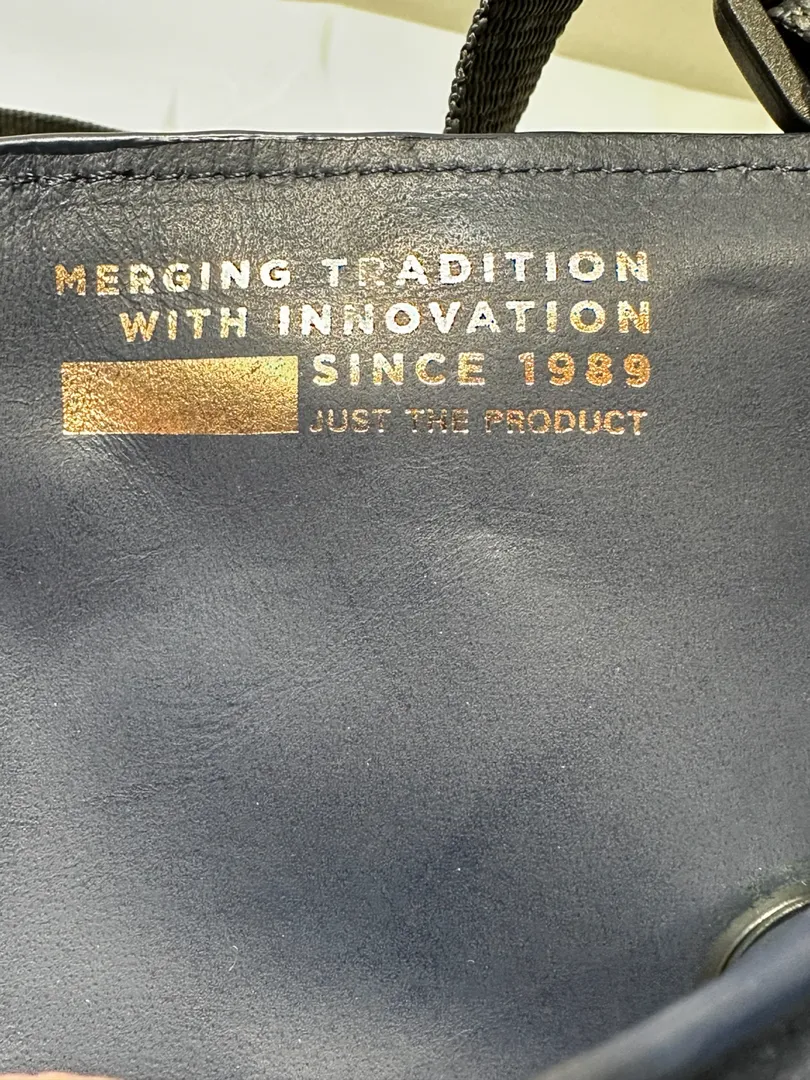 MERGING TRADITION
WITH INNOVATION
SINCE 1989
JUST THE PRODUCT